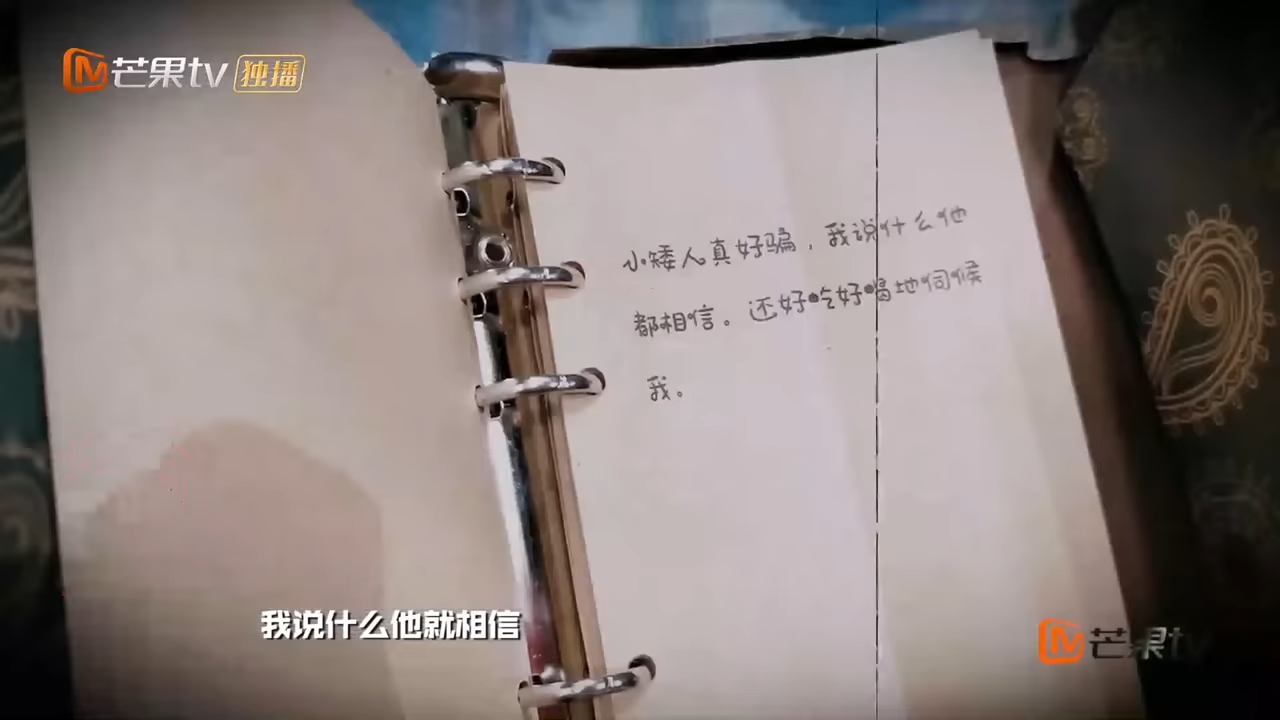 芒果tv 独播
小矮人真好骗，我说什么他
都相信。还好吃好喝地伺候
我。
我说什么他就相信
芒果tv